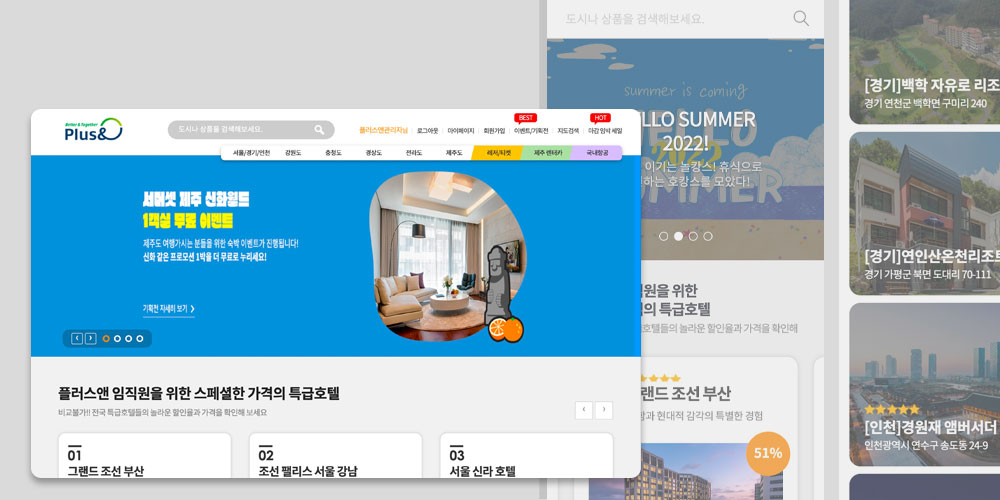 Better & Together
Plus&
도시나 상품을 검색해보세요.
플러스앤관리자님 로그아웃 마이페이지 회원가입 이벤트/기획전 지도검색 마감 임박 세일
BEST
HOT
서울/경기/인천 강원도 충청도 경상도 전라도 제주도 레저/티켓 제주 렌터카 국내항공
서머셋 제주 신화월드
1객실 무료 이벤트
제주도 여행가시는 분들을 위한 숙박 이벤트가 진행됩니다!
신화 같은 프로모션 1박을 더 무료로 누리세요!
기획전 자세히 보기
플러스앤 임직원을 위한 스페셜한 가격의 특급호텔
비교불가!! 전국 특급호텔들의 놀라운 할인율과 가격을 확인해 보세요
01
그랜드 조선 부산
02
조선 팰리스 서울 강남
03
서울 신라 호텔
도시나 상품을 검색해보세요.
summer is coming
HELLO
2022
SUMMER
LLO SUMMER
2022!
이기는 놀캉스! 휴식으로
하는 호캉스를 모았다!
직원을 위한
의 특급호텔
호텔들의 놀라운 할인율과 가격을 확인해
랜드 조선 부산
과 현대적 감각의 특별한 경험
51%
[경기]백학 자유로 리조
경기 연천군 백학면 구미리 240
[경기]연인산온천리조트
경기 가평군 북면 도대리 70-111
[인천]경원재 앰버서더
인천광역시 연수구 송도동 24-9